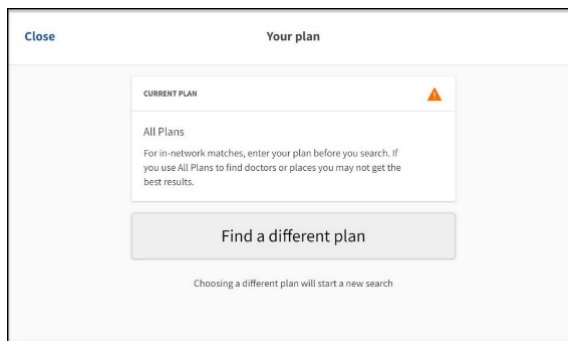 Close
Your plan
CURRENT PLAN
All Plans
For in-network matches, enter your plan before you search. If
you use All Plans to find doctors or places you may not get the
best results.
Find a different plan
Choosing a different plan will start a new search